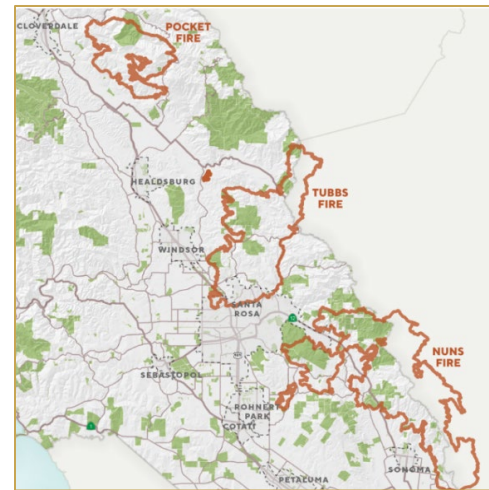 CLOVERDALE
POCKET
FIRE
HEALDSBURG
TUBBS
FIRE
WINDSOR
SANTA
ROSA
NUNS
FIRE
SEBASTOPOL
ROHNERT
PARK
COTATI
SONOMA
PETALUMA